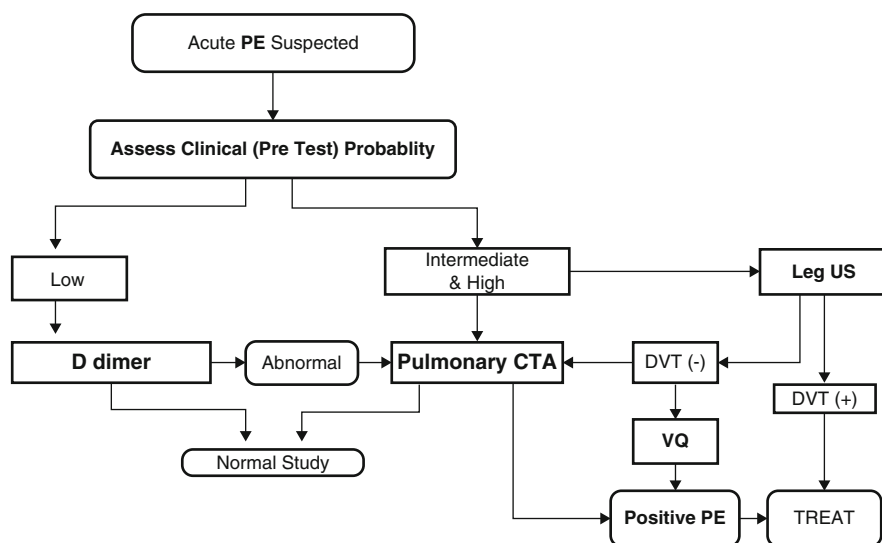 Acute PE Suspected
Assess Clinical (Pre Test) Probablity
Low
Intermediate
& High
Leg US
D dimer
Abnormal
Pulmonary CTA
DVT (-)
DVT (+)
VQ
Normal Study
Positive PE
TREAT